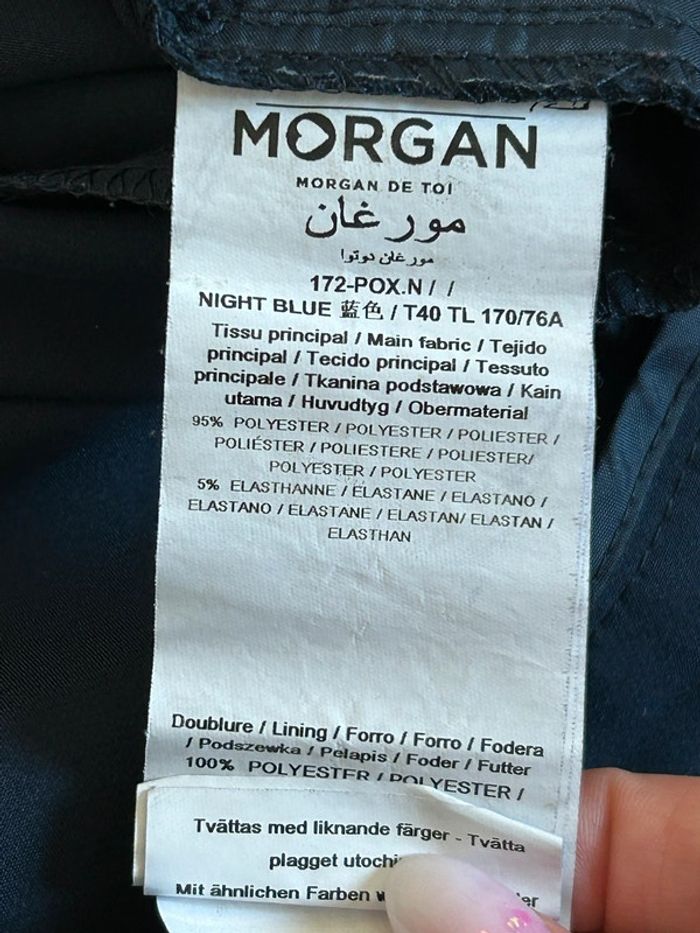 MORGAN
MORGAN DE TOI
مورغان
مورغان دوتوا
172-POX.N / /
NIGHT BLUE 蓝色 / T40 TL 170/76A
Tissu principal / Main fabric / Tejido
principal / Tecido principal / Tessuto
principale / Tkanina podstawowa / Kain
utama / Huvudtyg / Obermaterial
95% POLYESTER / POLYESTER / POLIESTER /
POLIÉSTER / POLIESTERE / POLIESTER/
POLYESTER / POLYESTER
5% ELASTHANNE / ELASTANE / ELASTANO /
ELASTANO / ELASTANE / ELASTAN/ ELASTAN /
ELASTHAN
Doublure / Lining / Forro / Forro / Fodera
/ Podszewka / Pelapis / Foder / Futter
100% POLYESTER / POLYESTER /
Tvättas med liknande färger - Tvätta
plagget
Mit ähnlichen Farben